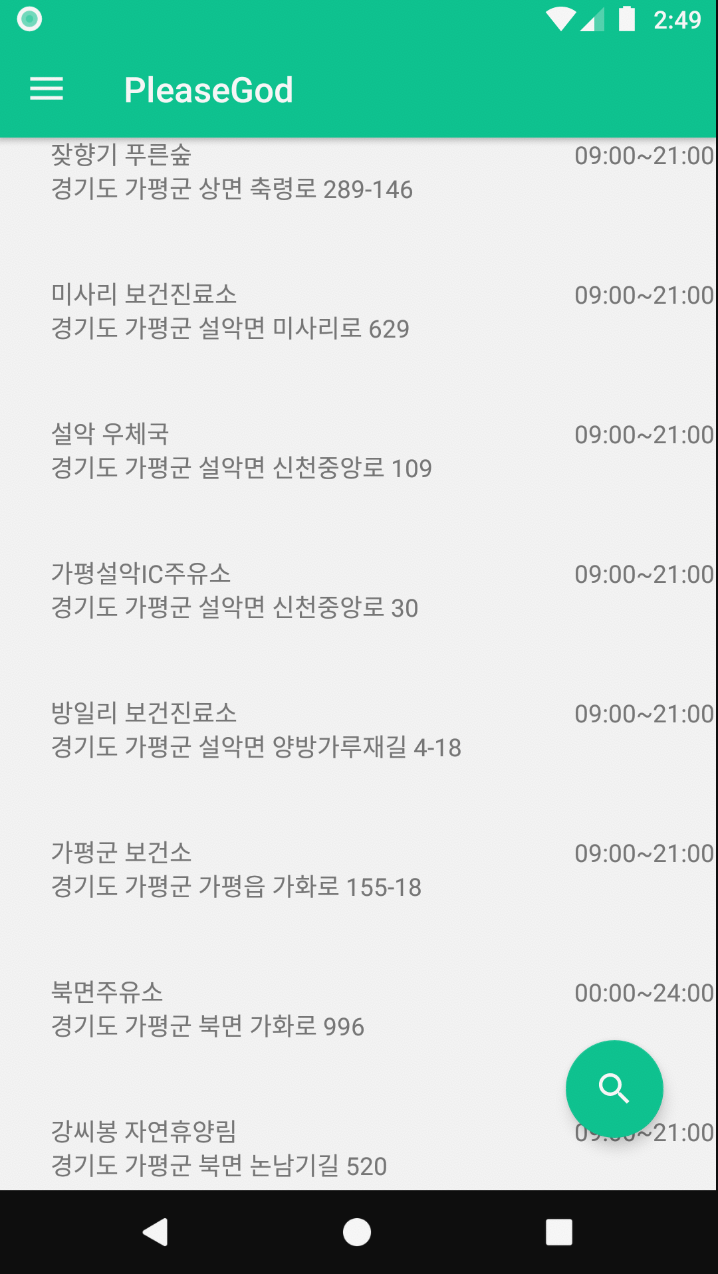 2:49
PleaseGod
잣향기 푸른숲 09:00~21:00
경기도 가평군 상면 축령로 289-146
미사리 보건진료소 09:00~21:00
경기도 가평군 설악면 미사리로 629
설악 우체국 09:00~21:00
경기도 가평군 설악면 신천중앙로 109
가평설악IC주유소 09:00~21:00
경기도 가평군 설악면 신천중앙로 30
방일리 보건진료소 09:00~21:00
경기도 가평군 설악면 양방가루재길 4-18
가평군 보건소 09:00~21:00
경기도 가평군 가평읍 가화로 155-18
북면주유소 00:00~24:00
경기도 가평군 북면 가화로 996
강씨봉 자연휴양림 09:00~21:00
경기도 가평군 북면 논남기길 520